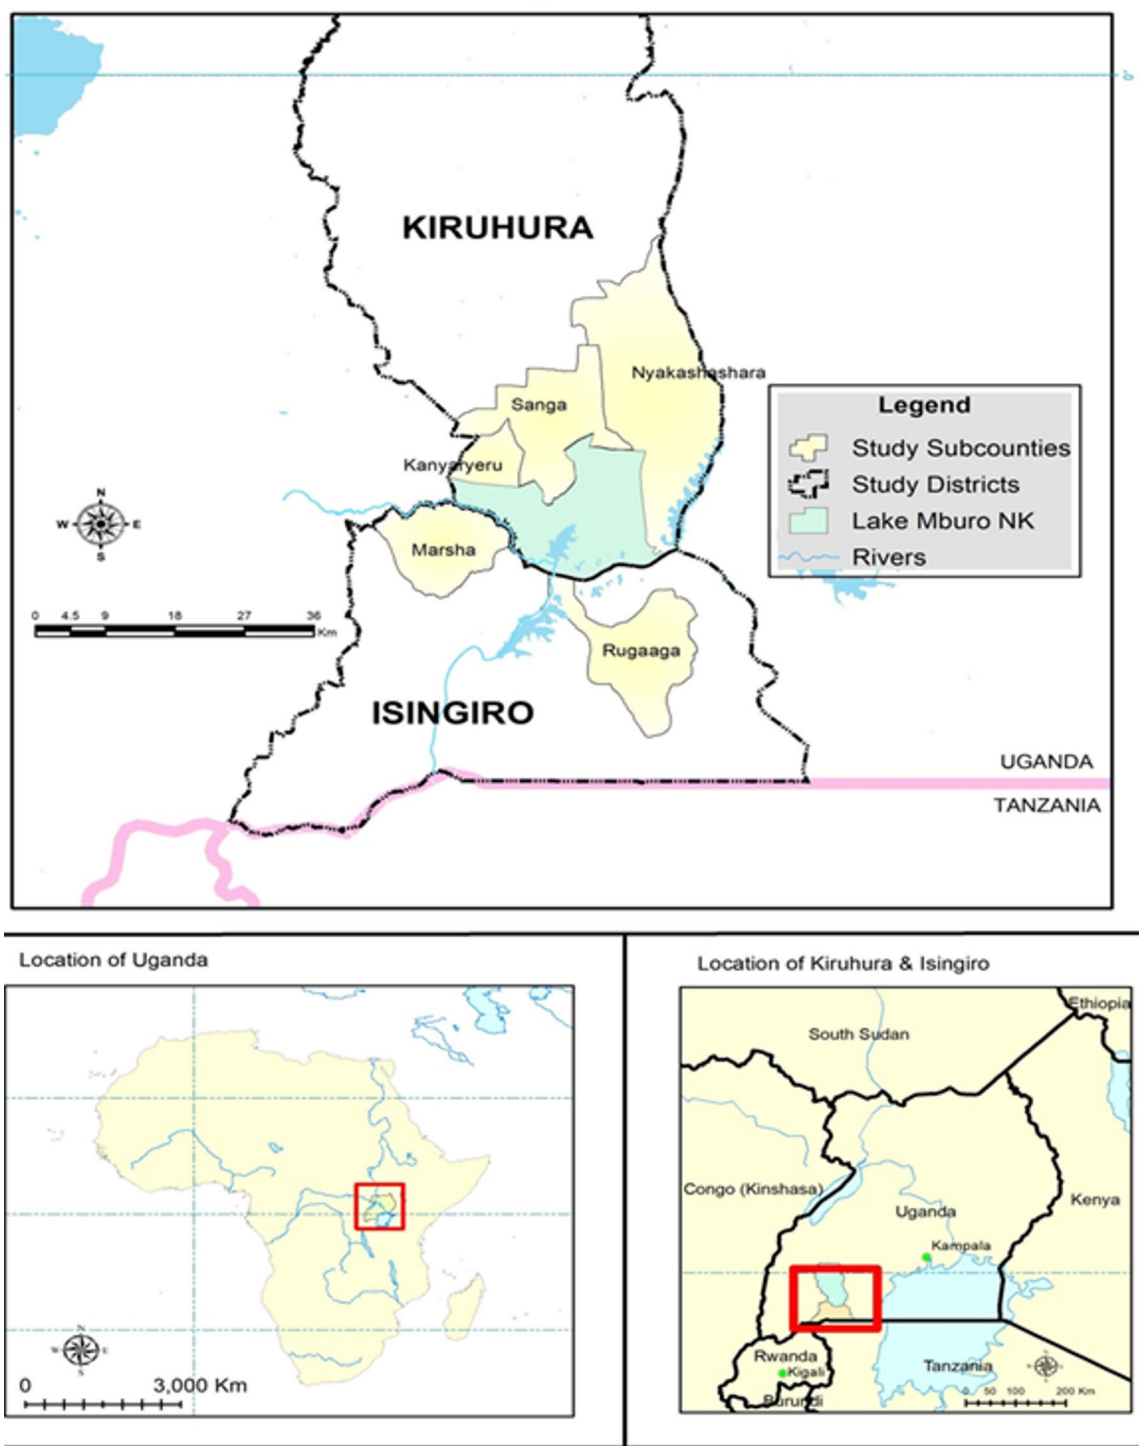 0°
KIRUHURA
Nyakashashara
Sanga
Kanyaryeru
Marsha
Rugaaga
ISINGIRO
Legend
Study Subcounties
Study Districts
Lake Mburo NK
Rivers
N
W E
S
0 4.5 9 18 27 36
Km
UGANDA
TANZANIA
Location of Uganda
N
W E
S
0 3,000 Km
Location of Kiruhura & Isingiro
Ethiopia
South Sudan
Congo (Kinshasa)
Kenya
Uganda
Kampala
Rwanda
Kigali
Burundi
Tanzania
0 50 100 200 Km